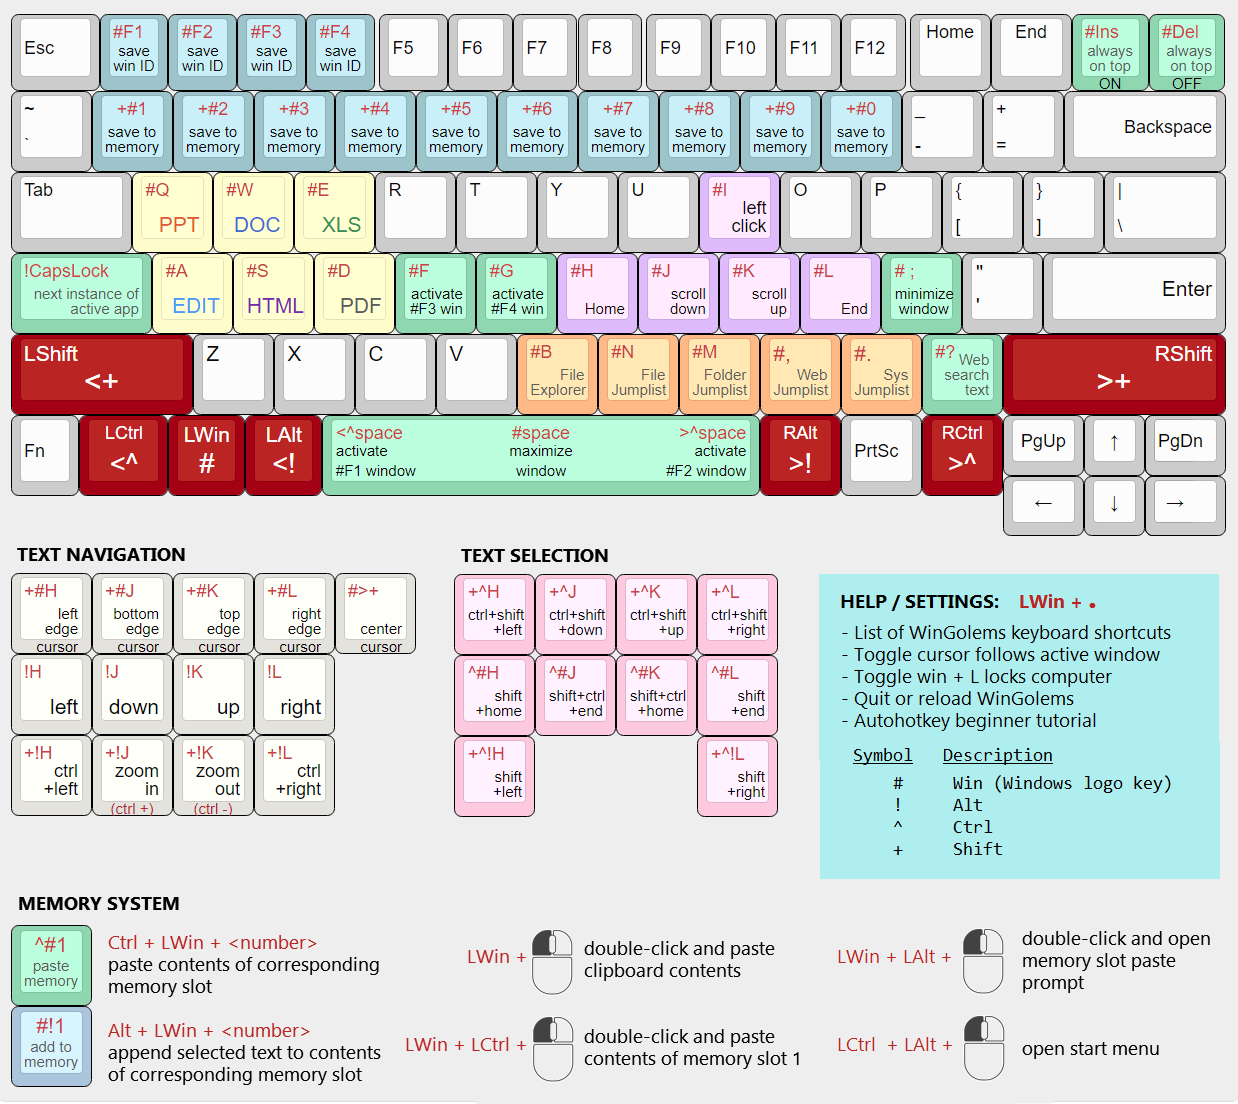 Esc
#F1
save
win ID
#F2
save
win ID
#F3
save
win ID
#F4
save
win ID
F5
F6
F7
F8
F9
F10
F11
F12
Home
End
#Ins
always
on top
ON
#Del
always
on top
OFF
~
`
+#1
save to
memory
+#2
save to
memory
+#3
save to
memory
+#4
save to
memory
+#5
save to
memory
+#6
save to
memory
+#7
save to
memory
+#8
save to
memory
+#9
save to
memory
+#0
save to
memory
_
-
+
=
Backspace
Tab
#Q
PPT
#W
DOC
#E
XLS
R
T
Y
U
#I
left
click
O
P
{
[
}
]
|
\
!CapsLock
next instance of
active app
#A
EDIT
#S
HTML
#D
PDF
#F
activate
#F3 win
#G
activate
#F4 win
#H
Home
#J
scroll
down
#K
scroll
up
#L
End
# ;
minimize
window
"
'
Enter
LShift
<+
Z
X
C
V
#B
File
Explorer
#N
File
Jumplist
#M
Folder
Jumplist
#,
Web
Jumplist
#.
Sys
Jumplist
#?
Web
search
text
RShift
>+
Fn
LCtrl
<^
LWin
#
LAlt
<!
<^space
activate
#F1 window
#space
maximize
window
>^space
activate
#F2 window
RAlt
>!
PrtSc
RCtrl
>^
PgUp
↑
PgDn
←
↓
→
TEXT NAVIGATION
+#H
left
edge
cursor
+#J
bottom
edge
cursor
+#K
top
edge
cursor
+#L
right
edge
cursor
#>+
center
cursor
!H
left
!J
down
!K
up
!L
right
+!H
ctrl
+left
+!J
zoom
in
(ctrl +)
+!K
zoom
out
(ctrl -)
+!L
ctrl
+right
TEXT SELECTION
+^H
ctrl+shift
+left
+^J
ctrl+shift
+down
+^K
ctrl+shift
+up
+^L
ctrl+shift
+right
^#H
shift
+home
^#J
shift+ctrl
+end
^#K
shift+ctrl
+home
^#L
shift
+end
+^!H
shift
+left
+^!L
shift
+right
HELP / SETTINGS: LWin + .
- List of WinGolems keyboard shortcuts
- Toggle cursor follows active window
- Toggle win + L locks computer
- Quit or reload WinGolems
- Autohotkey beginner tutorial
Symbol Description
# Win (Windows logo key)
! Alt
^ Ctrl
+ Shift
MEMORY SYSTEM
^#1
paste
memory
Ctrl + LWin + <number>
paste contents of corresponding
memory slot
LWin +
double-click and paste
clipboard contents
LWin + LAlt +
double-click and open
memory slot paste
prompt
#!1
add to
memory
Alt + LWin + <number>
append selected text to contents
of corresponding memory slot
LWin + LCtrl +
double-click and paste
contents of memory slot 1
LCtrl + LAlt +
open start menu